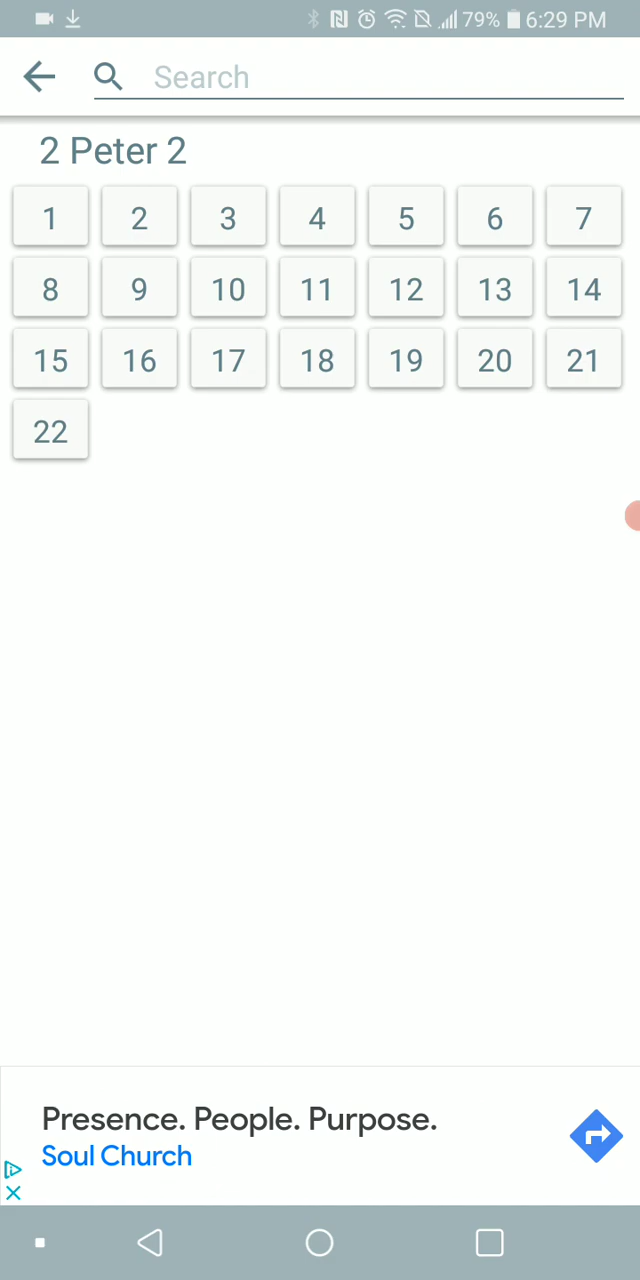 79% 6:29 PM
Search
2 Peter 2
1 2 3 4 5 6 7
8 9 10 11 12 13 14
15 16 17 18 19 20 21
22
Presence. People. Purpose.
Soul Church